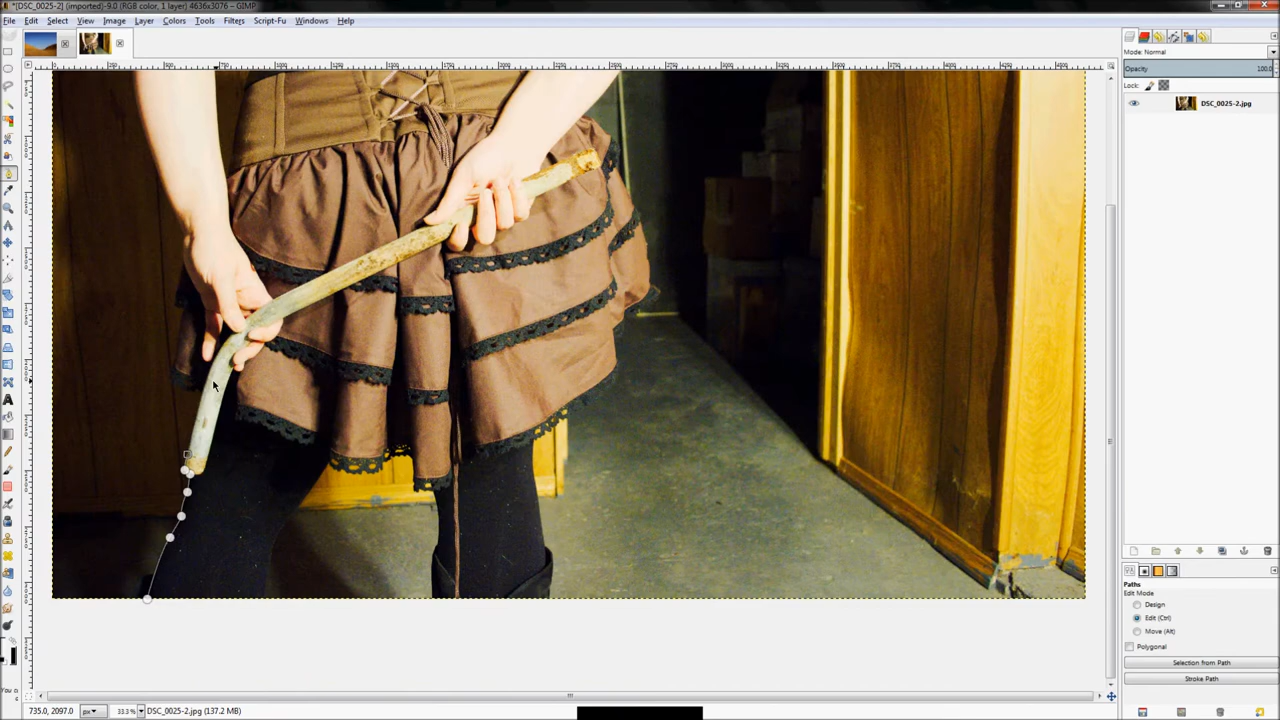 *[DSC_0025-2] (imported)-9.0 (RGB color, 1 layer) 4636x3076 – GIMP
File Edit Select View Image Layer Colors Tools Filters Script-Fu Windows Help
Mode: Normal
Opacity 100.0
Lock:
DSC_0025-2.jpg
Paths
Edit Mode
Design
Edit (Ctrl)
Move (Alt)
Polygonal
Selection from Path
Stroke Path
735.0, 2097.0 px 33.3 % DSC_0025-2.jpg (137.2 MB)